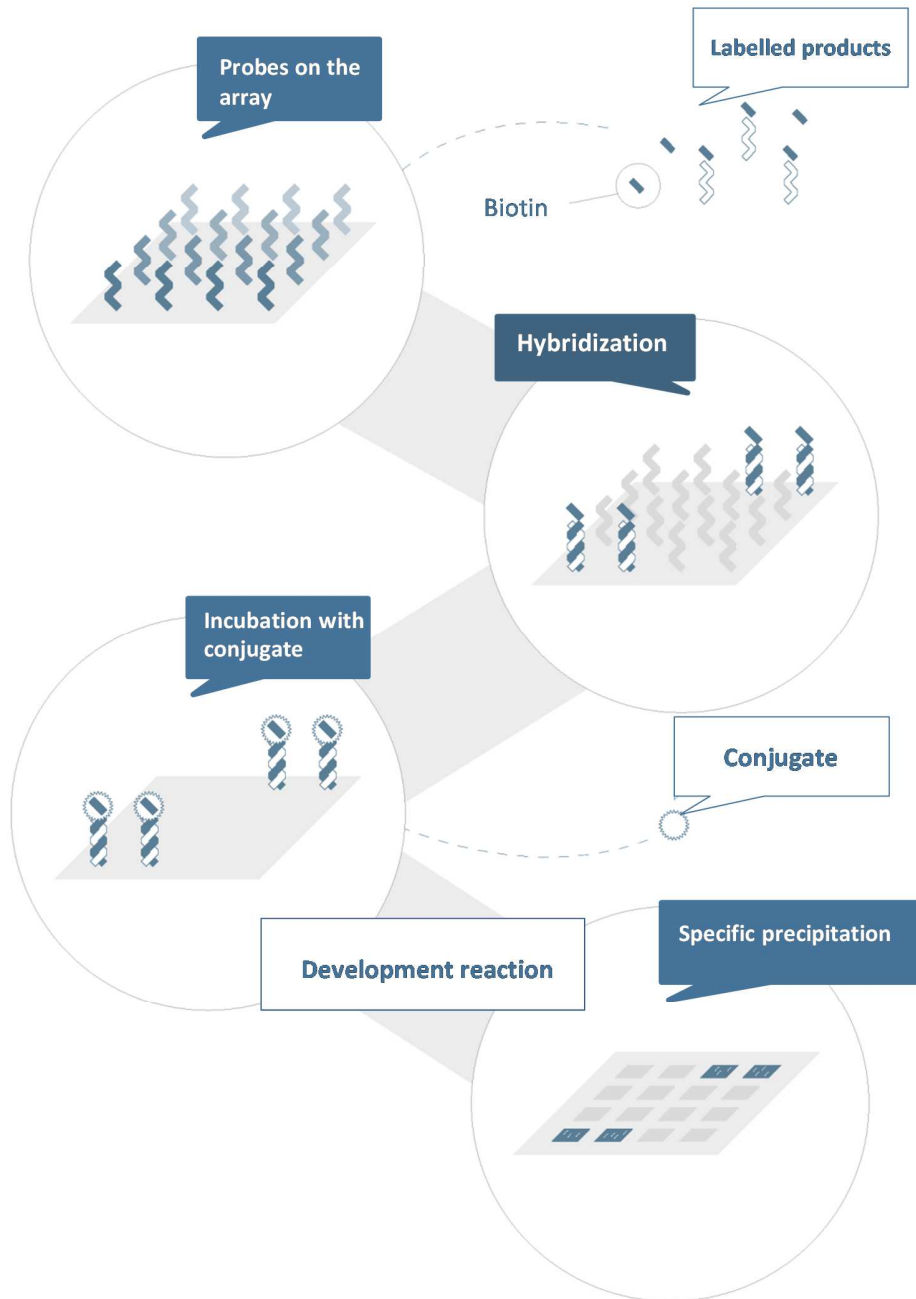 Labelled products
Probes on the
array
Biotin
Hybridization
Incubation with
conjugate
Conjugate
Specific precipitation
Development reaction